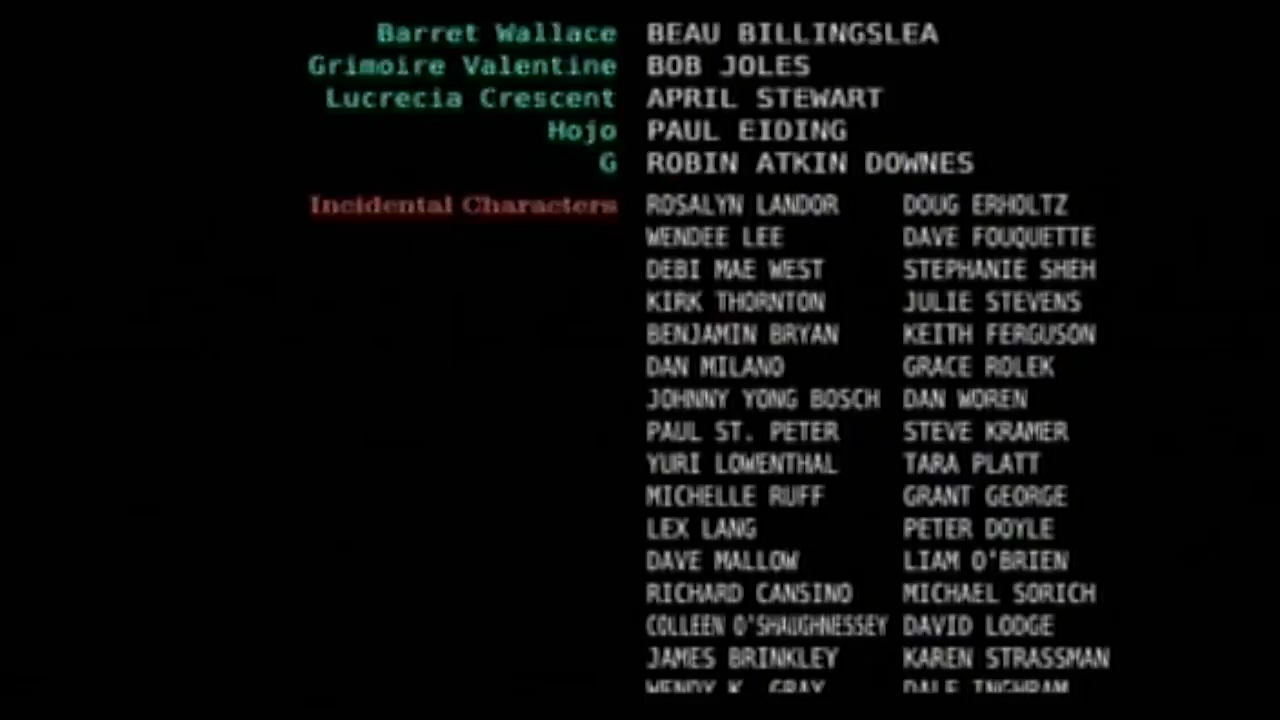 Barret Wallace BEAU BILLINGSLEA
Grimoire Valentine BOB JOLES
Lucrecia Crescent APRIL STEWART
Hojo PAUL EIDING
G ROBIN ATKIN DOWNES
Incidental Characters ROSALYN LANDOR DOUG ERHOLTZ
WENDEE LEE DAVE FOUQUETTE
DEBI MAE WEST STEPHANIE SHEH
KIRK THORNTON JULIE STEVENS
BENJAMIN BRYAN KEITH FERGUSON
DAN MILANO GRACE ROLEK
JOHNNY YONG BOSCH DAN WOREN
PAUL ST. PETER STEVE KRAMER
YURI LOWENTHAL TARA PLATT
MICHELLE RUFF GRANT GEORGE
LEX LANG PETER DOYLE
DAVE MALLOW LIAM O'BRIEN
RICHARD CANSINO MICHAEL SORICH
COLLEEN O'SHAUGHNESSEY DAVID LODGE
JAMES BRINKLEY KAREN STRASSMAN
WENDY K. GRAY DALE INGHRAM